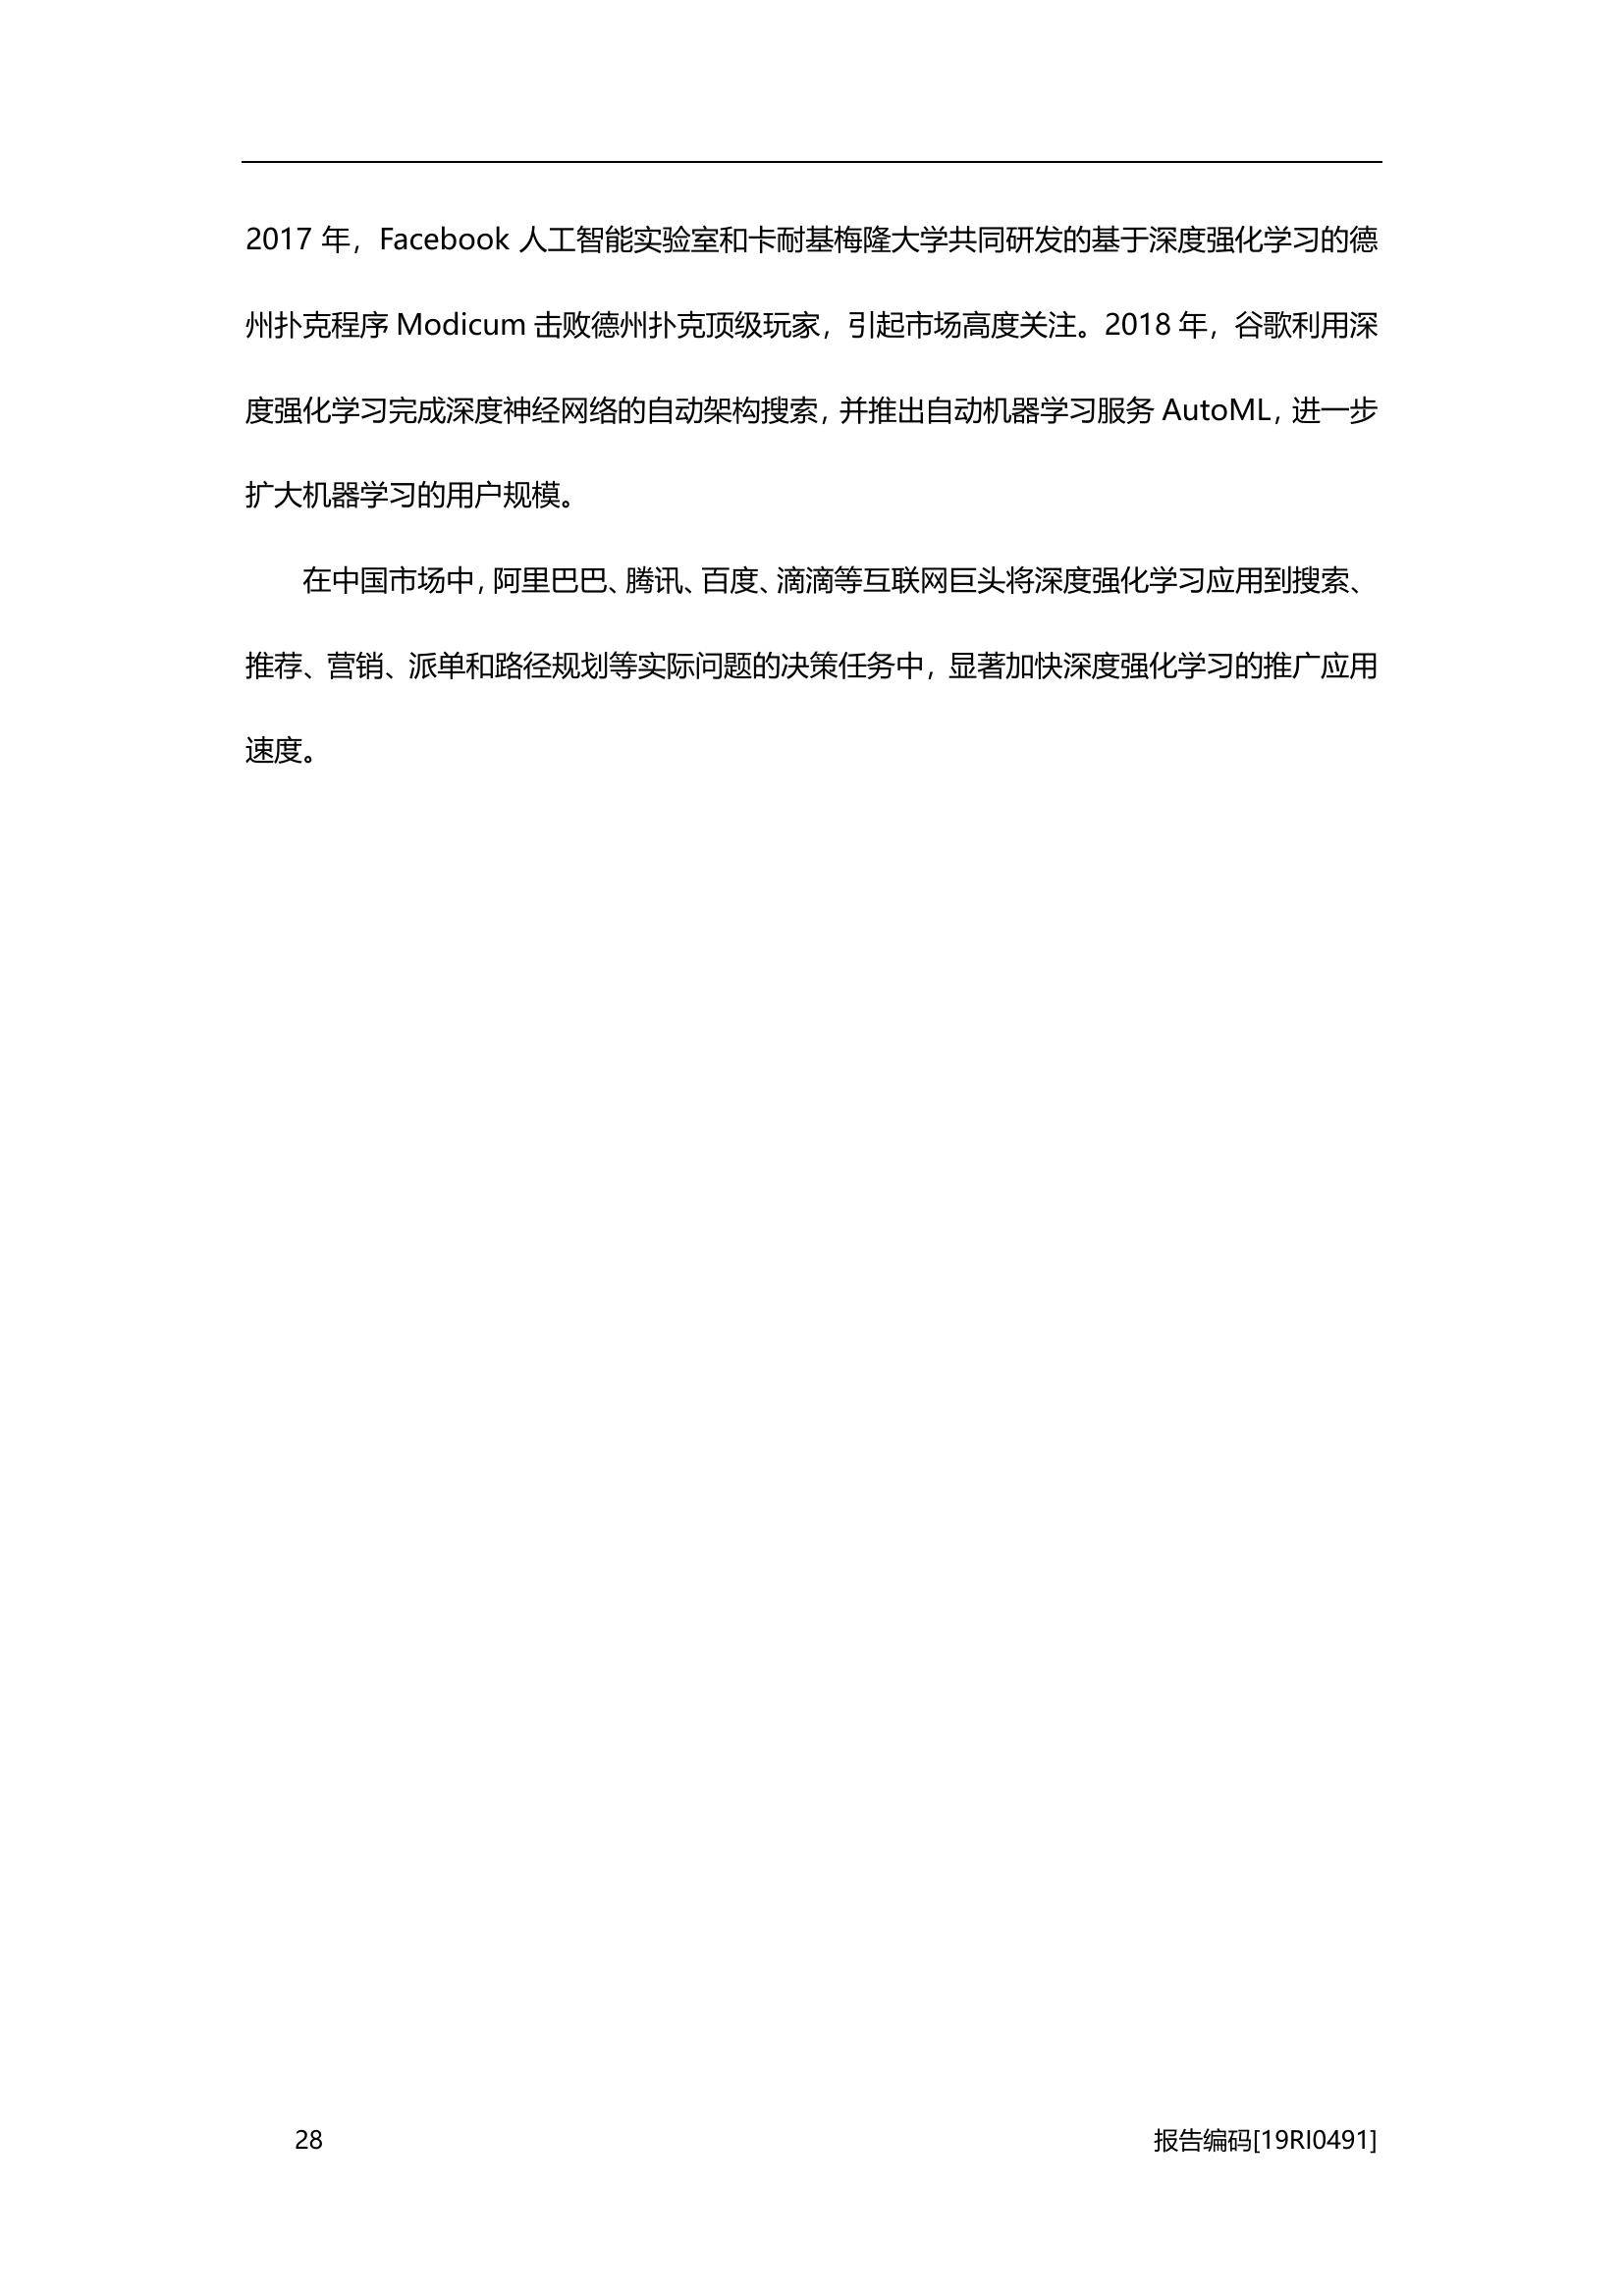 2017 年，Facebook 人工智能实验室和卡耐基梅隆大学共同研发的基于深度强化学习的德
州扑克程序 Modicum 击败德州扑克顶级玩家，引起市场高度关注。2018 年，谷歌利用深
度强化学习完成深度神经网络的自动架构搜索，并推出自动机器学习服务 AutoML，进一步
扩大机器学习的用户规模。
在中国市场中，阿里巴巴、腾讯、百度、滴滴等互联网巨头将深度强化学习应用到搜索、
推荐、营销、派单和路径规划等实际问题的决策任务中，显著加快深度强化学习的推广应用
速度。
28 报告编码[19RI0491]